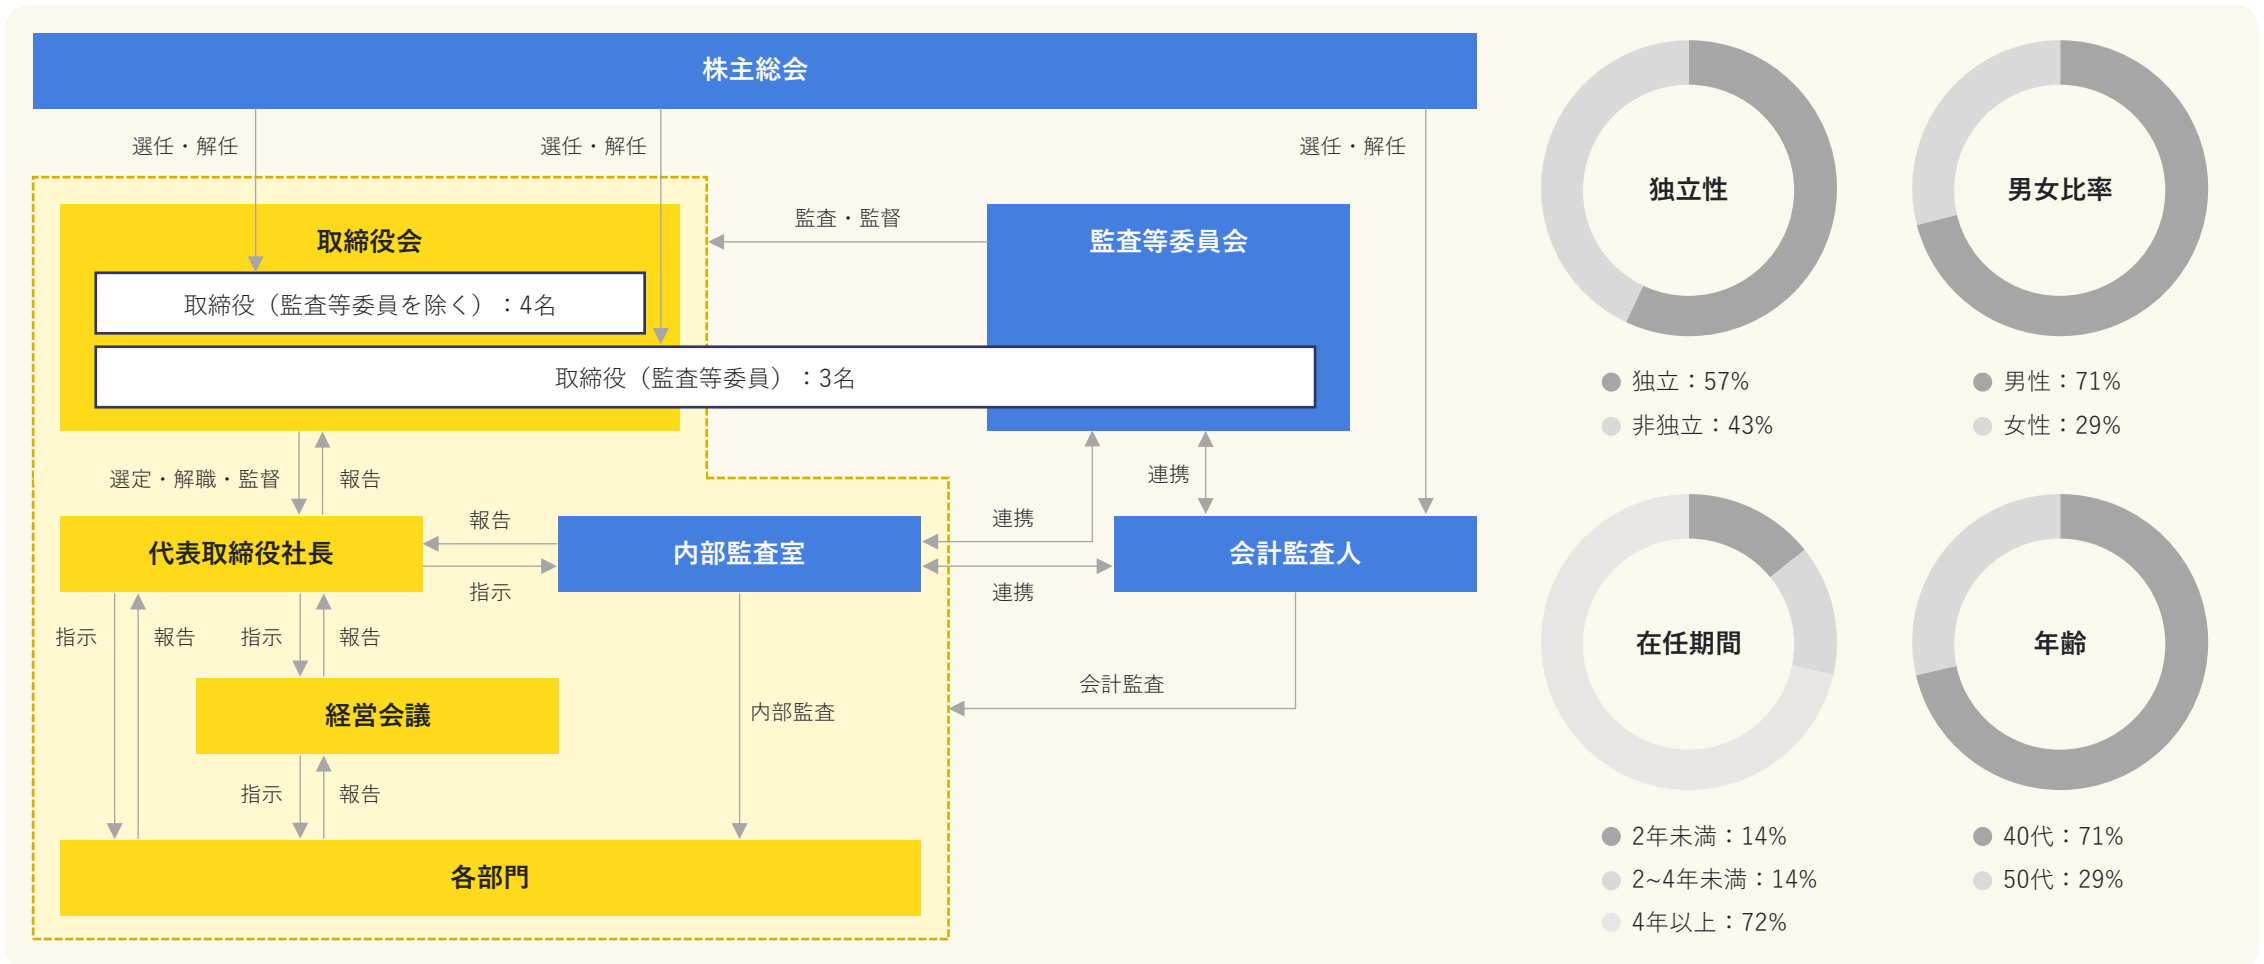 株主総会
選任・解任
選任・解任
選任・解任
取締役会
監査・監督
監査等委員会
取締役（監査等委員を除く）：4名
取締役（監査等委員）：3名
選定・解職・監督
報告
連携
代表取締役社長
報告
指示
内部監査室
連携
連携
会計監査人
指示
報告
指示
報告
経営会議
内部監査
会計監査
指示
報告
各部門
独立性
独立：57%
非独立：43%
男女比率
男性：71%
女性：29%
在任期間
2年未満：14%
2~4年未満：14%
4年以上：72%
年齢
40代：71%
50代：29%